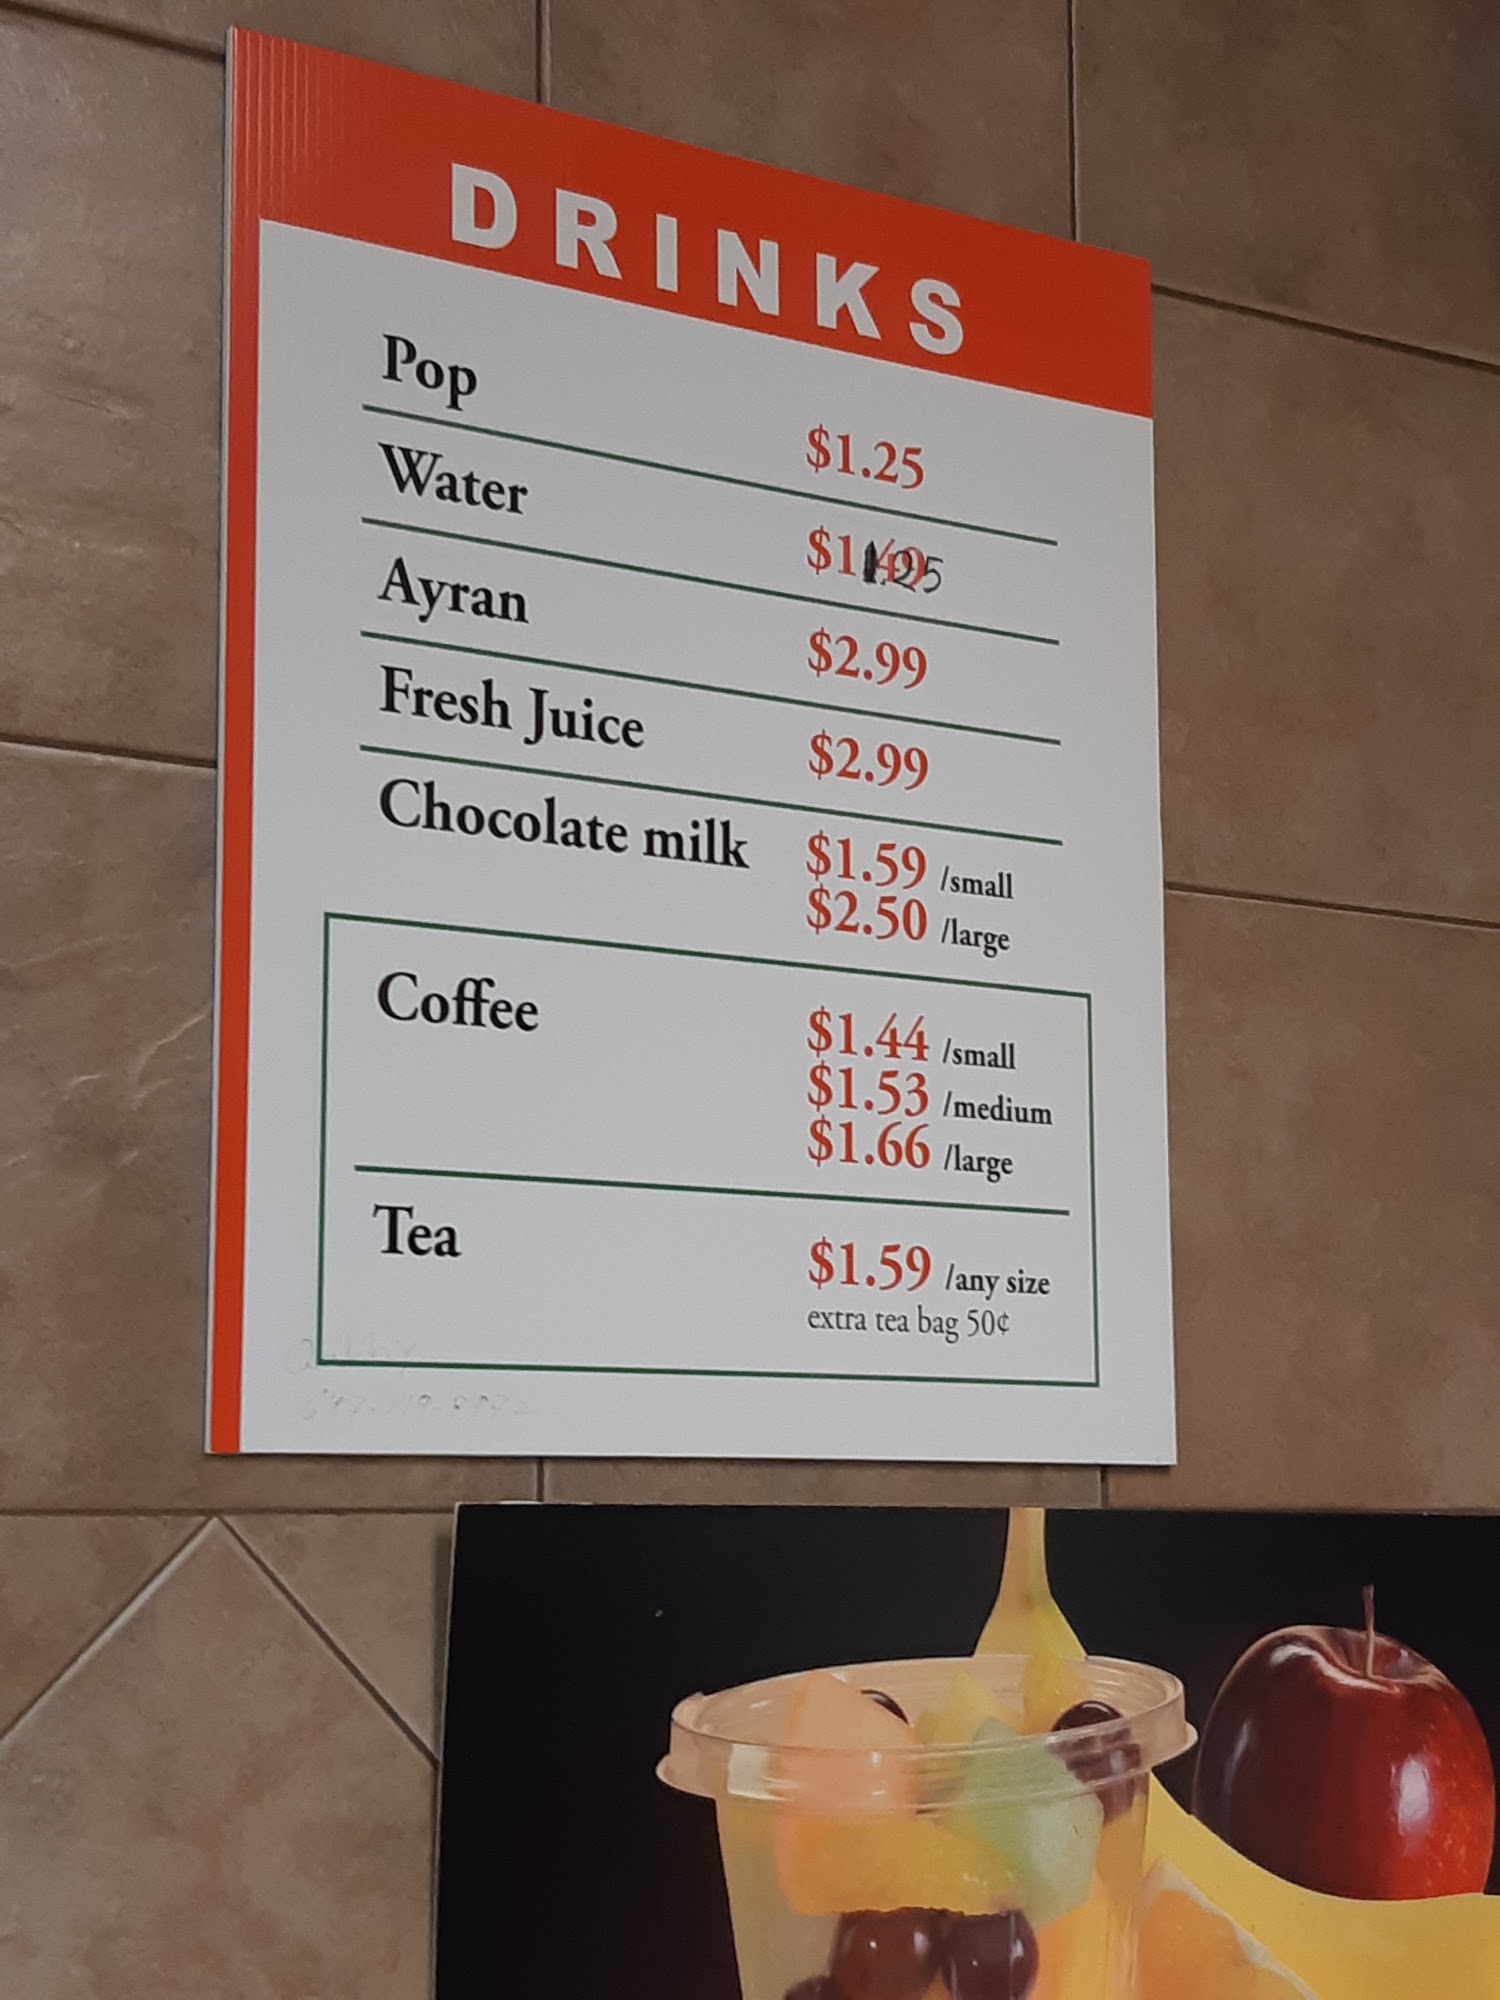 DRINKS
Pop $1.25
Water $1.25
Ayran $2.99
Fresh Juice $2.99
Chocolate milk $1.59 /small
$2.50 /large
Coffee $1.44 /small
$1.53 /medium
$1.66 /large
Tea $1.59 /any size
extra tea bag 50¢